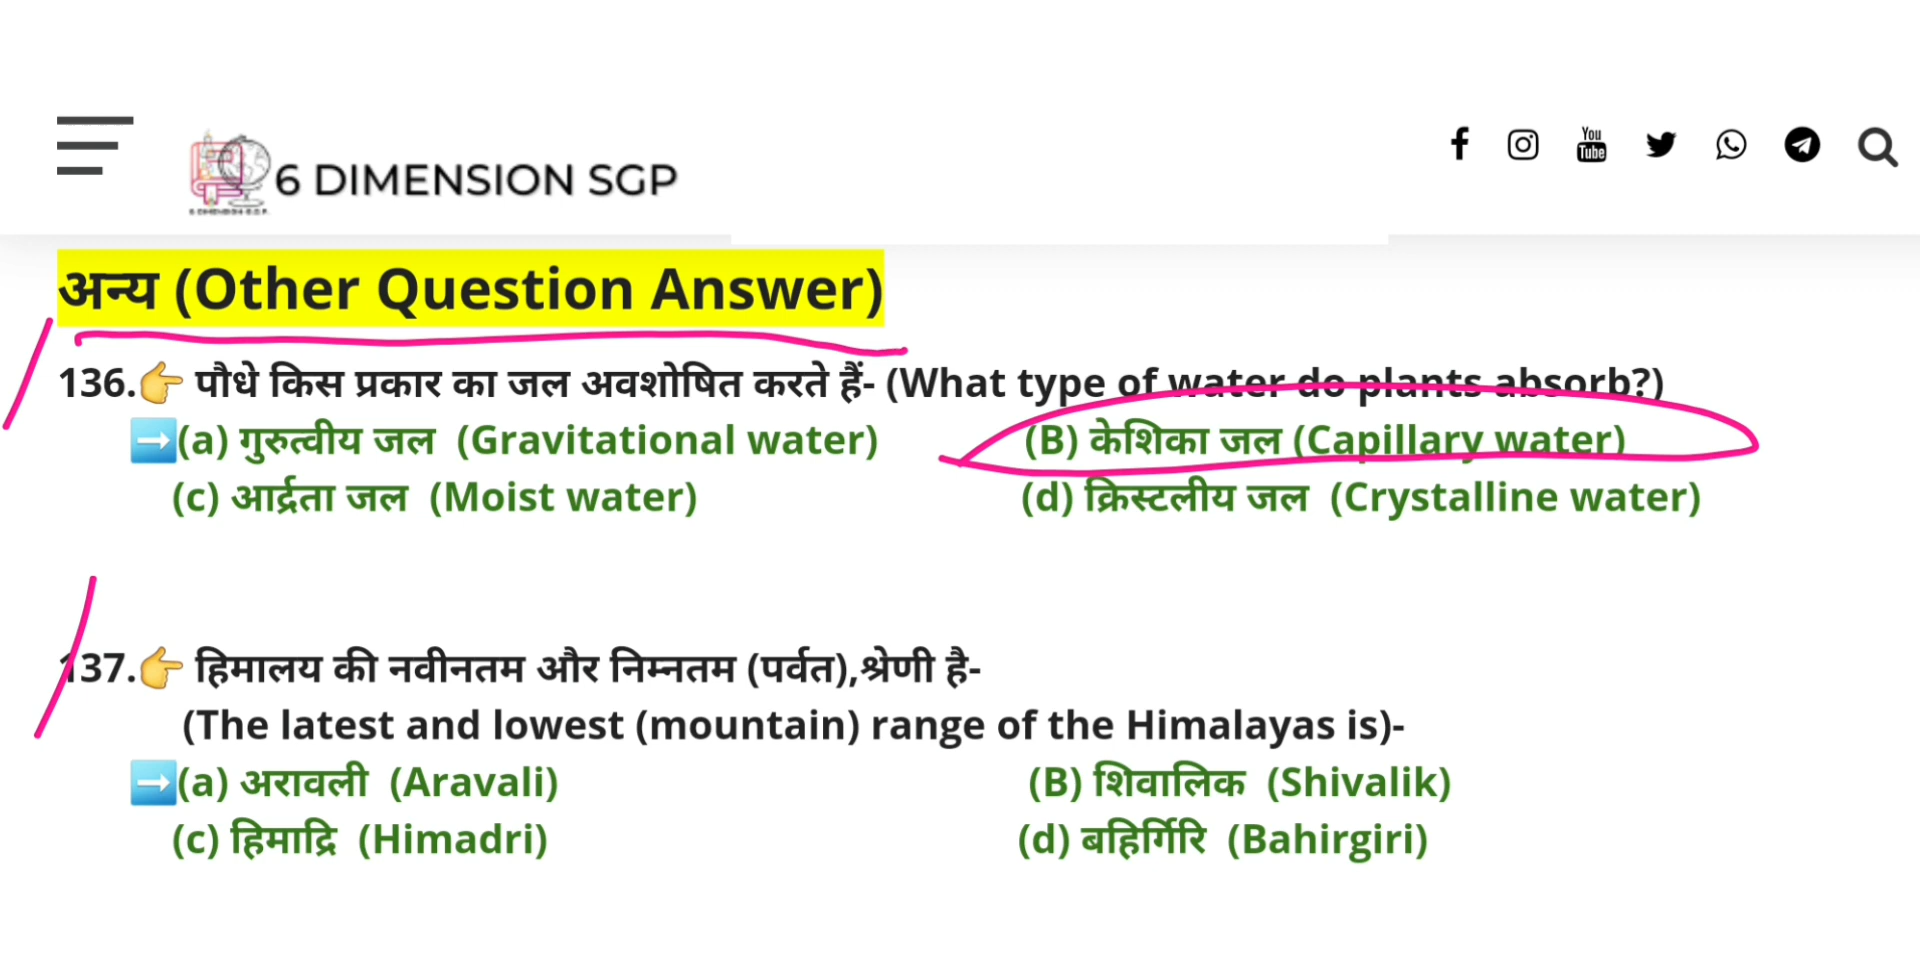 6 DIMENSION SGP
You
Tube
अन्य (Other Question Answer)
136.👉 पौधे किस प्रकार का जल अवशोषित करते हैं- (What type of water do plants absorb?)
➡(a) गुरुत्वीय जल (Gravitational water) (B) केशिका जल (Capillary water)
(c) आर्द्रता जल (Moist water) (d) क्रिस्टलीय जल (Crystalline water)
137.👉 हिमालय की नवीनतम और निम्नतम (पर्वत),श्रेणी है-
(The latest and lowest (mountain) range of the Himalayas is)-
➡(a) अरावली (Aravali) (B) शिवालिक (Shivalik)
(c) हिमाद्रि (Himadri) (d) बहिर्गिरि (Bahirgiri)